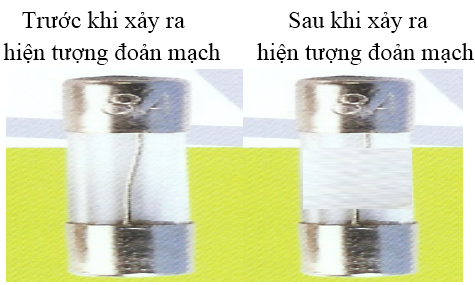 Trước khi xảy ra
hiện tượng đoản mạch
Sau khi xảy ra
hiện tượng đoản mạch